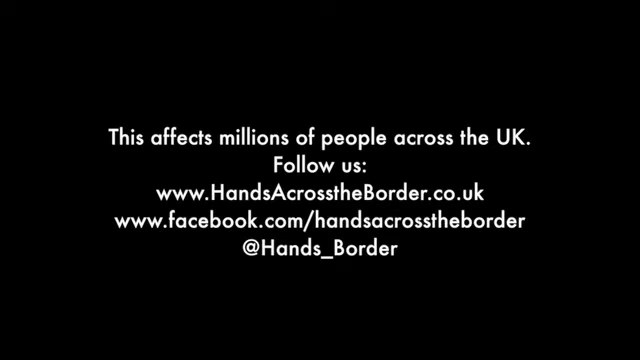 This affects millions of people across the UK.
Follow us:
www.HandsAcrosstheBorder.co.uk
www.facebook.com/handsacrosstheborder
@Hands_Border